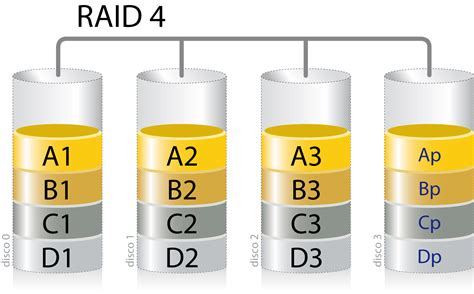 RAID 4
A1 A2 A3 Ap
B1 B2 B3 Bp
C1 C2 C3 Cp
D1 D2 D3 Dp
disco 0 disco 1 disco 2 disco 3